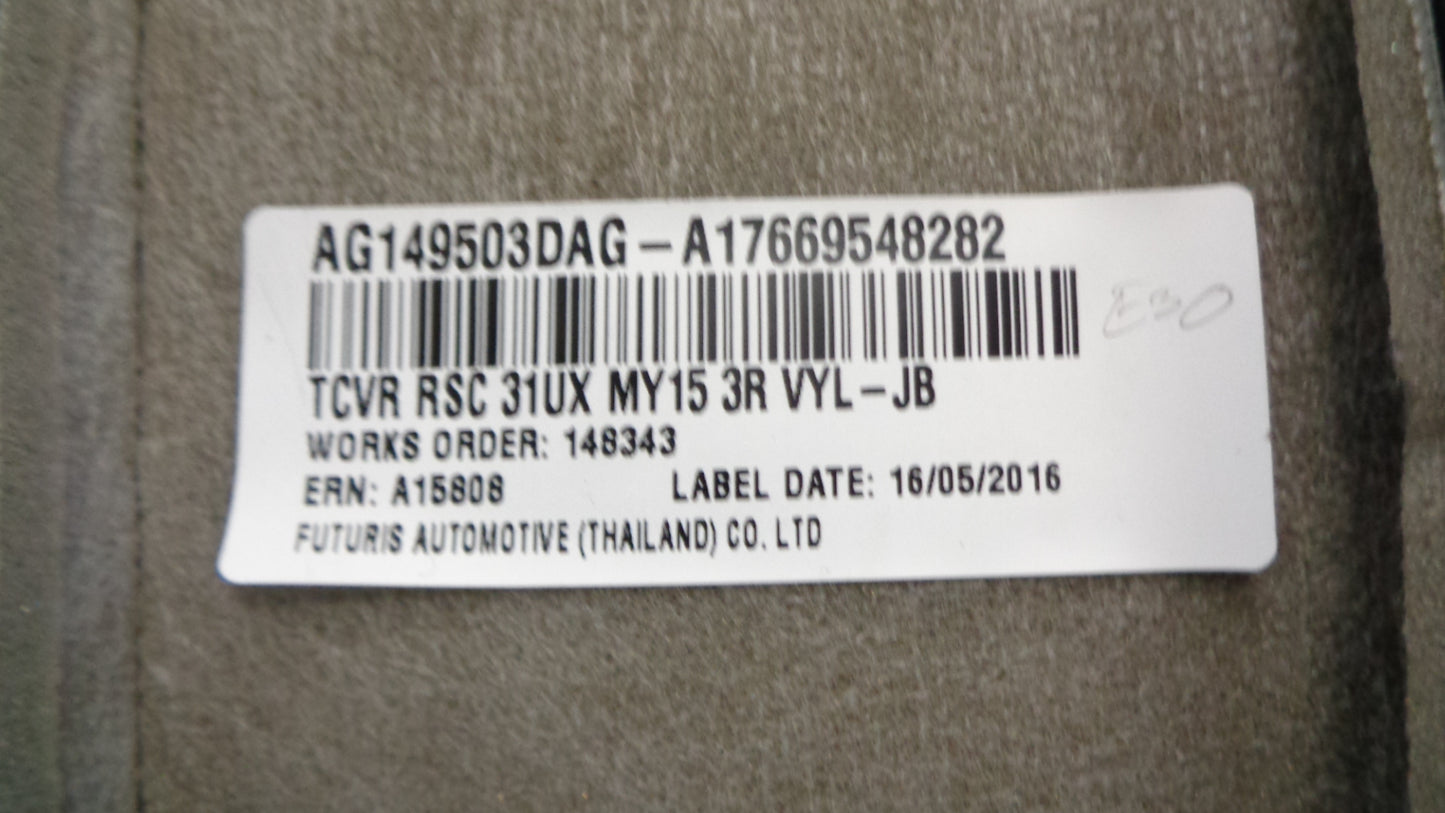 AG149503DAG-A17669548282
E30
TCVR RSC 31UX MY15 3R VYL-JB
WORKS ORDER: 148343
ERN: A15808
LABEL DATE: 16/05/2016
FUTURIS AUTOMOTIVE (THAILAND) CO. LTD